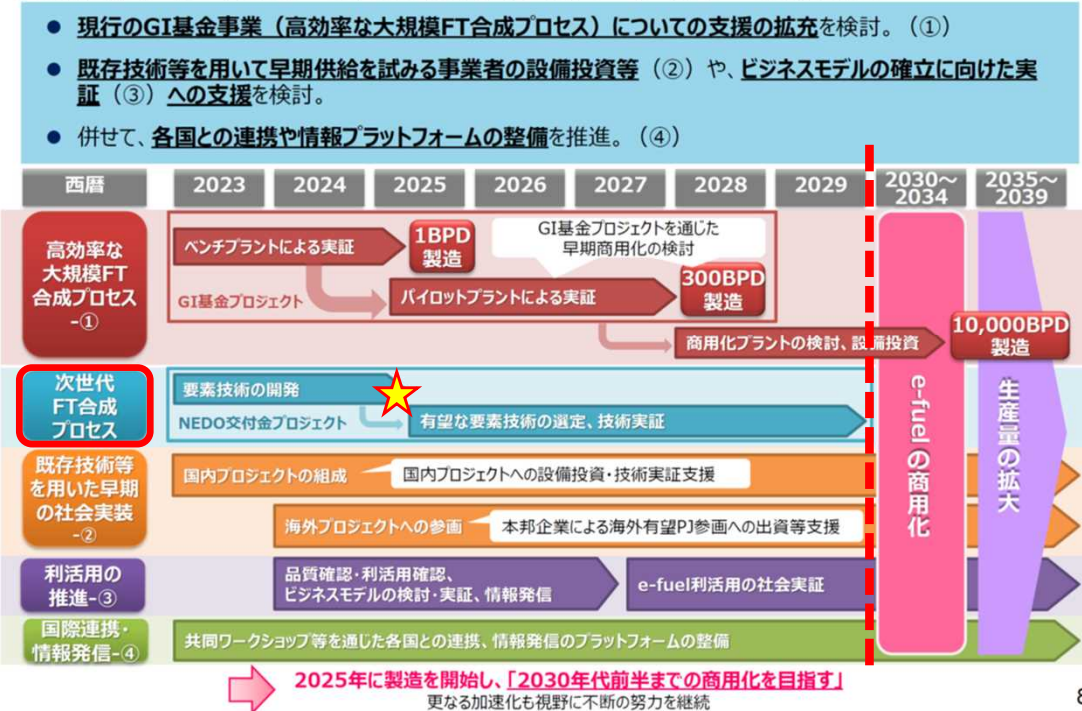 ● 現行のGI基金事業（高効率な大規模FT合成プロセス）についての支援の拡充を検討。（①）
● 既存技術等を用いて早期供給を試みる事業者の設備投資等（②）や、ビジネスモデルの確立に向けた実
証（③）への支援を検討。
● 併せて、各国との連携や情報プラットフォームの整備を推進。（④）
西暦 2023 2024 2025 2026 2027 2028 2029 2030～ 2035～
2034 2039
高効率な
大規模FT
合成プロセス
-①
ベンチプラントによる実証
1BPD
製造
GI基金プロジェクトを通じた
早期商用化の検討
GI基金プロジェクト
パイロットプラントによる実証
300BPD
製造
商用化プラントの検討、設備投資
10,000BPD
製造
次世代
FT合成
プロセス
要素技術の開発
NEDO交付金プロジェクト
有望な要素技術の選定、技術実証
既存技術等
を用いた早期
の社会実装
-②
国内プロジェクトの組成
国内プロジェクトへの設備投資・技術実証支援
海外プロジェクトへの参画
本邦企業による海外有望PJ参画への出資等支援
利活用の
推進-③
品質確認・利活用確認、
ビジネスモデルの検討・実証、情報発信
e-fuel利活用の社会実証
国際連携・
情報発信-④
共同ワークショップ等を通じた各国との連携、情報発信のプラットフォームの整備
e-fuelの商用化
生産量の拡大
2025年に製造を開始し、「2030年代前半までの商用化を目指す」
更なる加速化も視野に不断の努力を継続
8